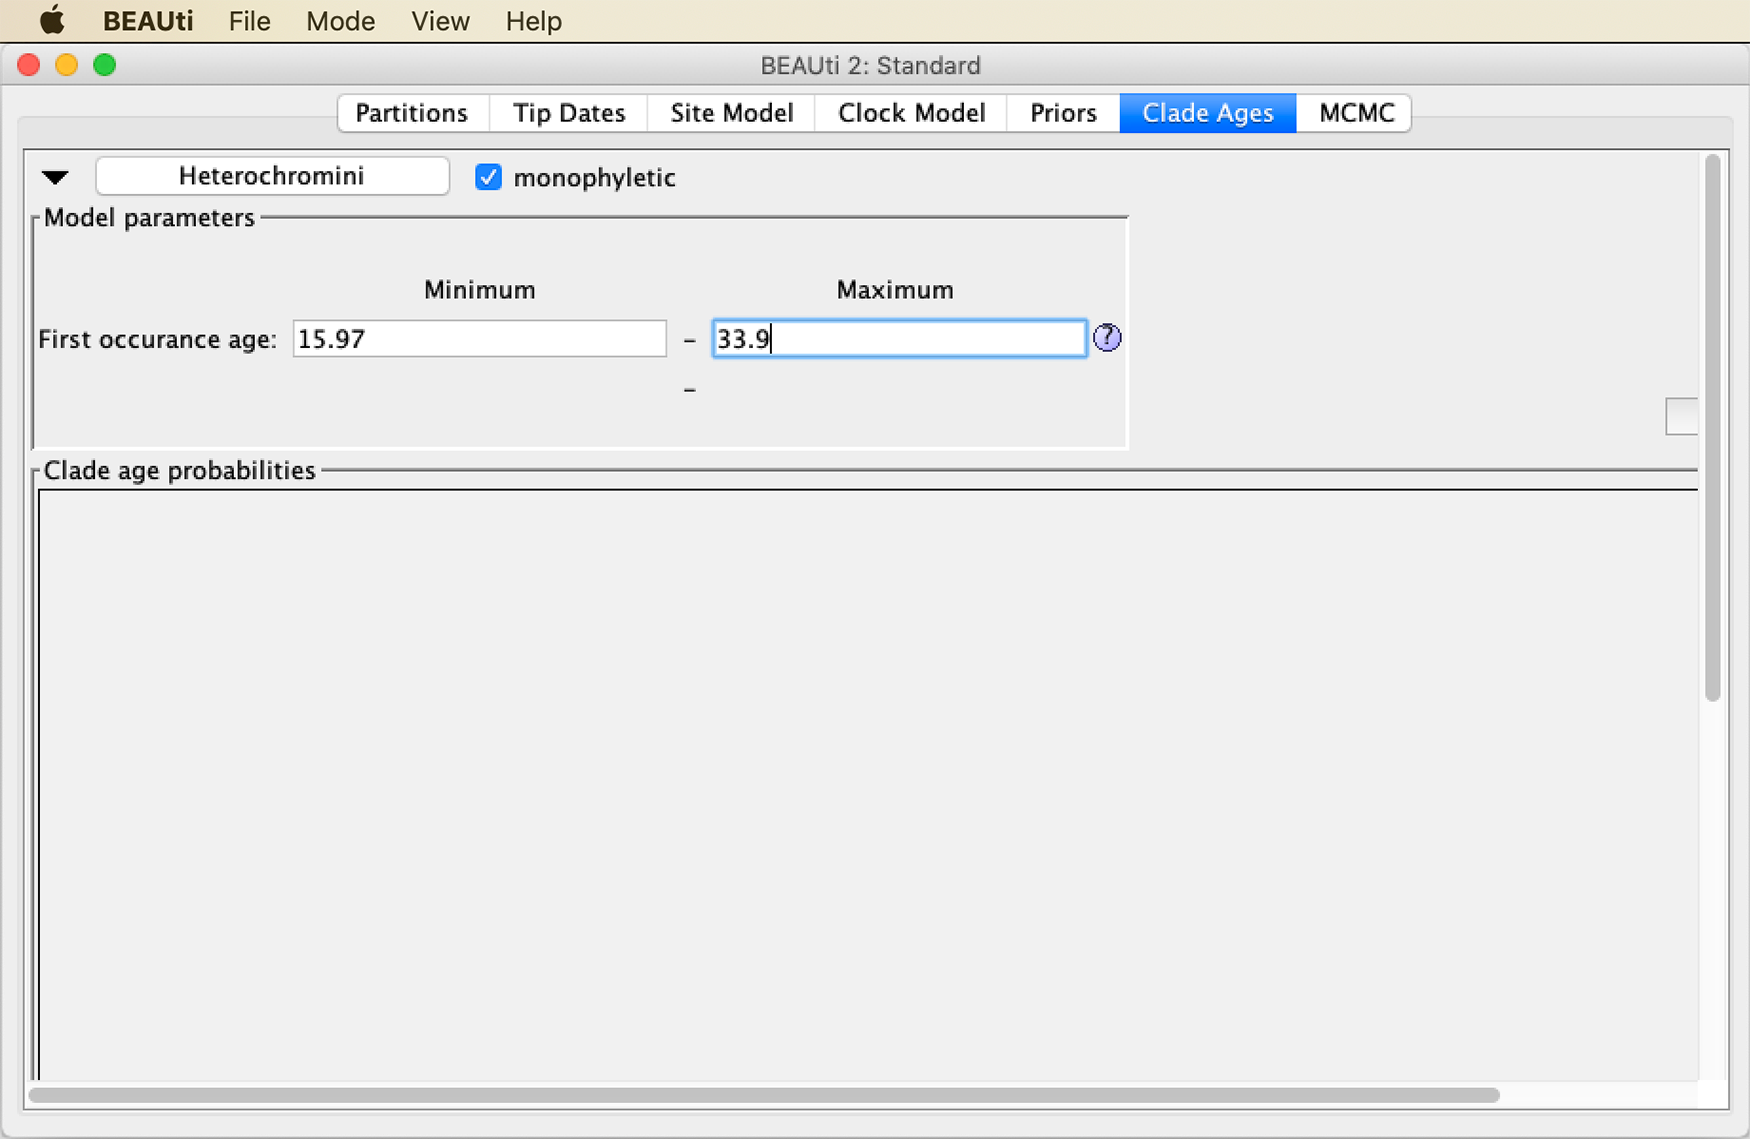 BEAUti File Mode View Help
BEAUti 2: Standard
Partitions Tip Dates Site Model Clock Model Priors Clade Ages MCMC
Heterochromini monophyletic
Model parameters
Minimum Maximum
First occurance age: 15.97 – 33.9 ?
–
Clade age probabilities